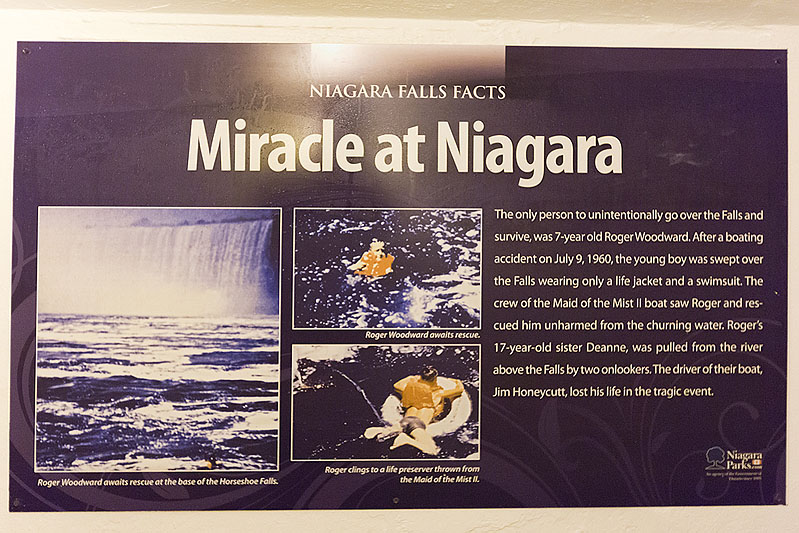 NIAGARA FALLS FACTS
Miracle at Niagara
The only person to unintentionally go over the Falls and
survive, was 7-year old Roger Woodward. After a boating
accident on July 9, 1960, the young boy was swept over
the Falls wearing only a life jacket and a swimsuit. The
crew of the Maid of the Mist II boat saw Roger and res-
cued him unharmed from the churning water. Roger's
17-year-old sister Deanne, was pulled from the river
above the Falls by two onlookers. The driver of their boat,
Jim Honeycutt, lost his life in the tragic event.
Roger Woodward awaits rescue.
Roger clings to a life preserver thrown from
the Maid of the Mist II.
Roger Woodward awaits rescue at the base of the Horseshoe Falls.
Niagara
Parks
An agency of the Government of